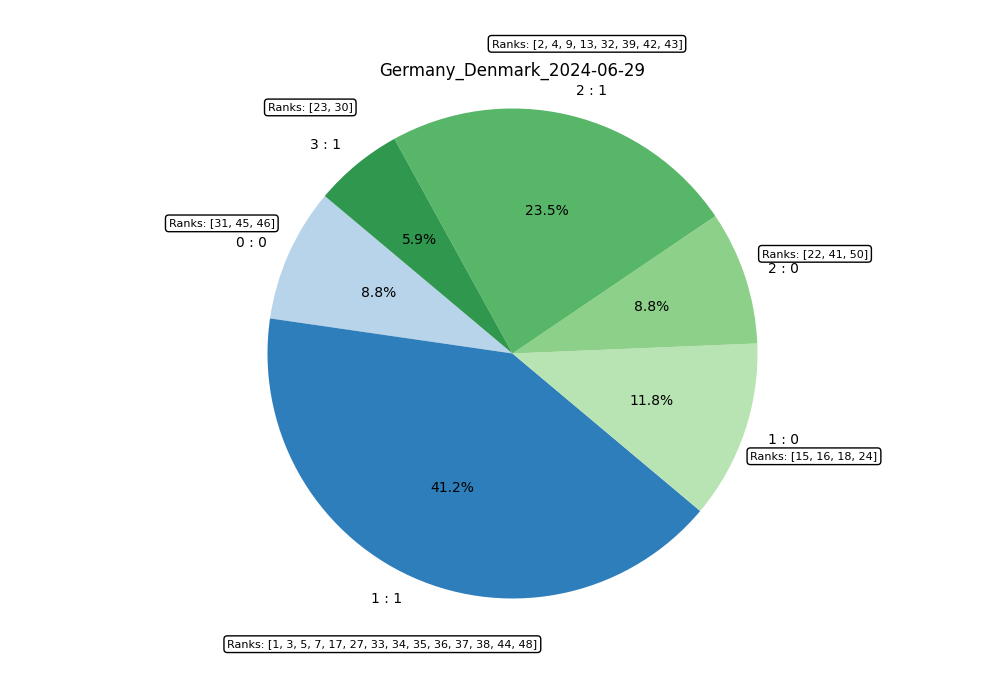 Ranks: [2, 4, 9, 13, 32, 39, 42, 43]
Germany_Denmark_2024-06-29
2 : 1
Ranks: [23, 30]
3 : 1
23.5%
5.9%
Ranks: [31, 45, 46]
0 : 0
Ranks: [22, 41, 50]
2 : 0
8.8%
8.8%
11.8%
1 : 0
Ranks: [15, 16, 18, 24]
41.2%
1 : 1
Ranks: [1, 3, 5, 7, 17, 27, 33, 34, 35, 36, 37, 38, 44, 48]